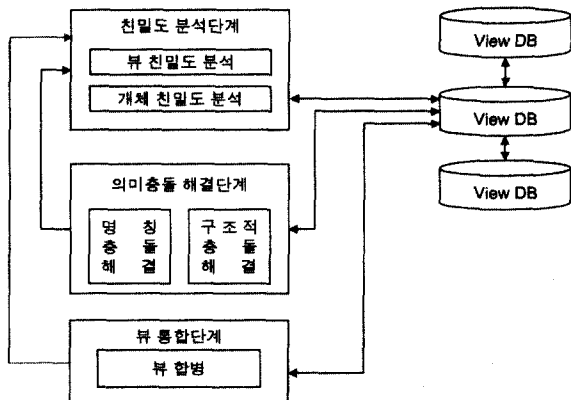 친밀도 분석단계
뷰 친밀도 분석
개체 친밀도 분석
의미충돌 해결단계
명 칭
충 돌
해 결
구 조 적
충 돌
해 결
뷰 통합단계
뷰 합병
View DB
View DB
View DB